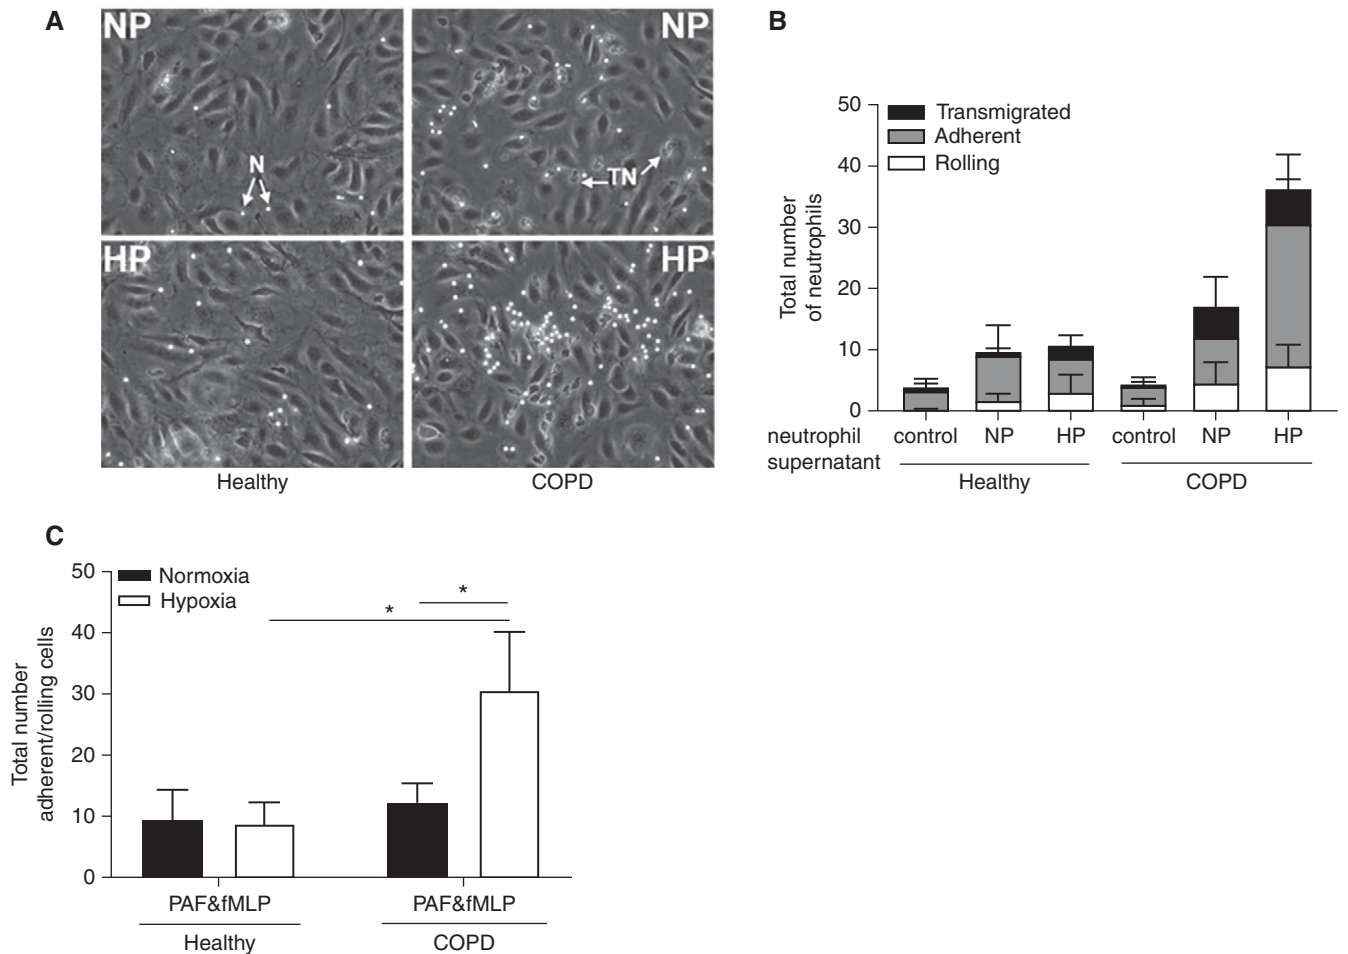 A
NP
N
NP
TN
HP
HP
Healthy
COPD
B
Total number
of neutrophils
50
40
30
20
10
0
Transmigrated
Adherent
Rolling
neutrophil
supernatant
control NP HP control NP HP
Healthy COPD
C
Total number
adherent/rolling cells
50
40
30
20
10
0
Normoxia
Hypoxia
*
*
PAF&fMLP PAF&fMLP
Healthy COPD